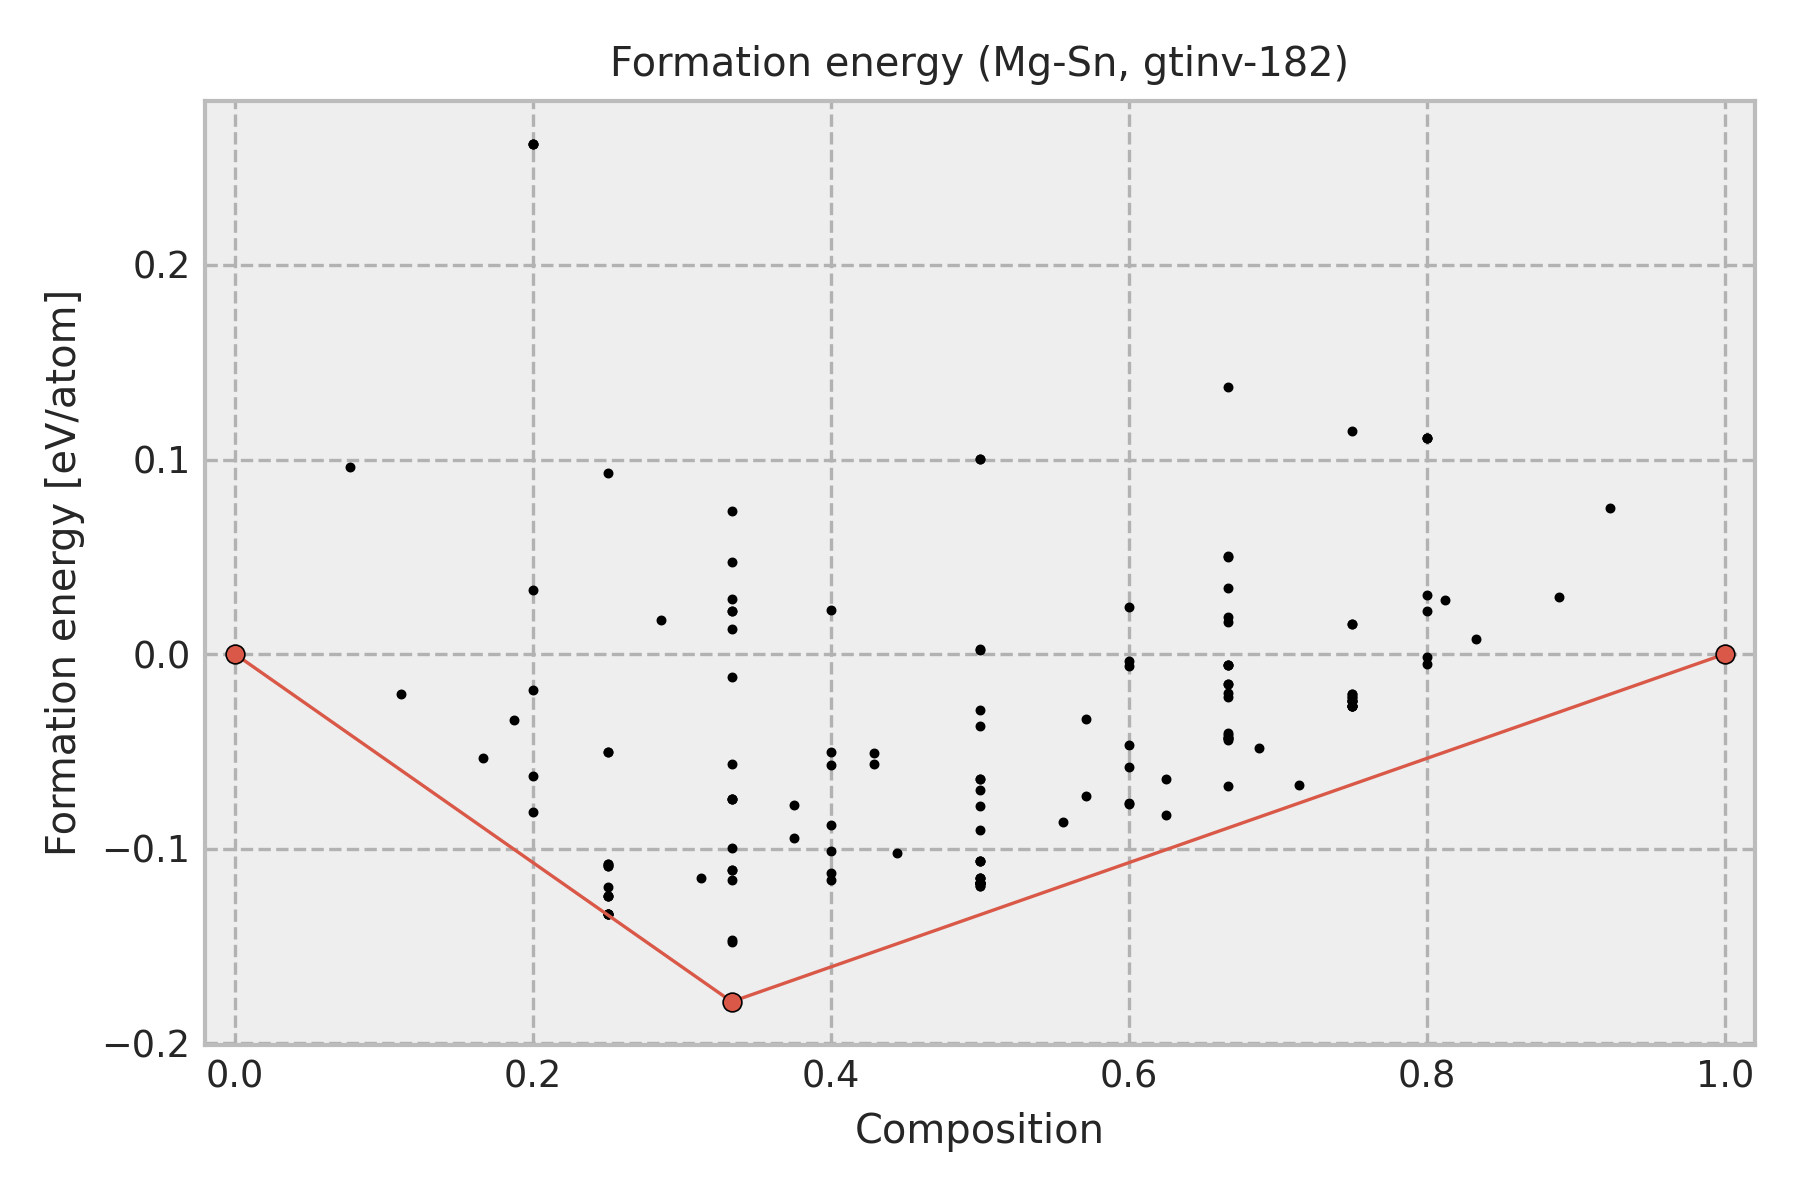 Formation energy (Mg-Sn, gtinv-182)
Formation energy [eV/atom]
0.2
0.1
0.0
−0.1
−0.2
0.0 0.2 0.4 0.6 0.8 1.0
Composition